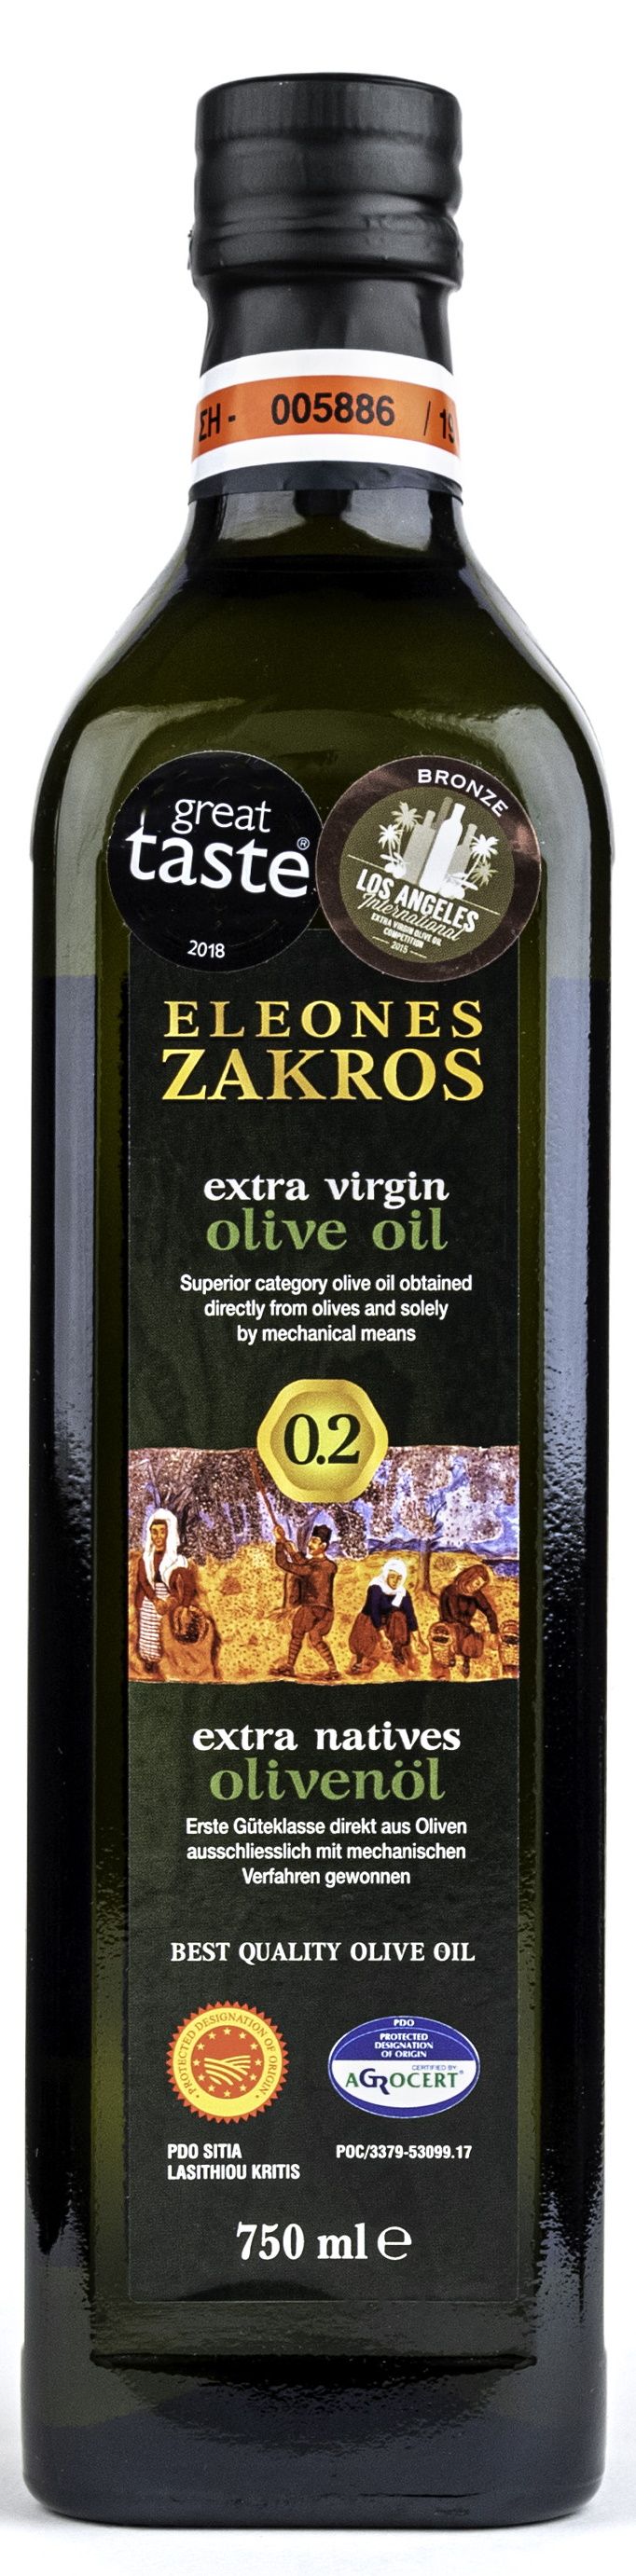 ΣΗ - 005886 / 19
great
taste®
2018
BRONZE
LOS ANGELES
International
EXTRA VIRGIN OLIVE OIL
COMPETITION
2015
ELEONES
ZAKROS
extra virgin
olive oil
Superior category olive oil obtained
directly from olives and solely
by mechanical means
0.2
extra natives
olivenöl
Erste Güteklasse direkt aus Oliven
ausschliesslich mit mechanischen
Verfahren gewonnen
BEST QUALITY OLIVE OIL
PROTECTED DESIGNATION OF ORIGIN
PDO
PROTECTED
DESIGNATION
OF ORIGIN
CERTIFIED BY
AGROCERT®
PDO SITIA
LASITHIOU KRITIS
POC/3379-53099.17
750 ml ℮